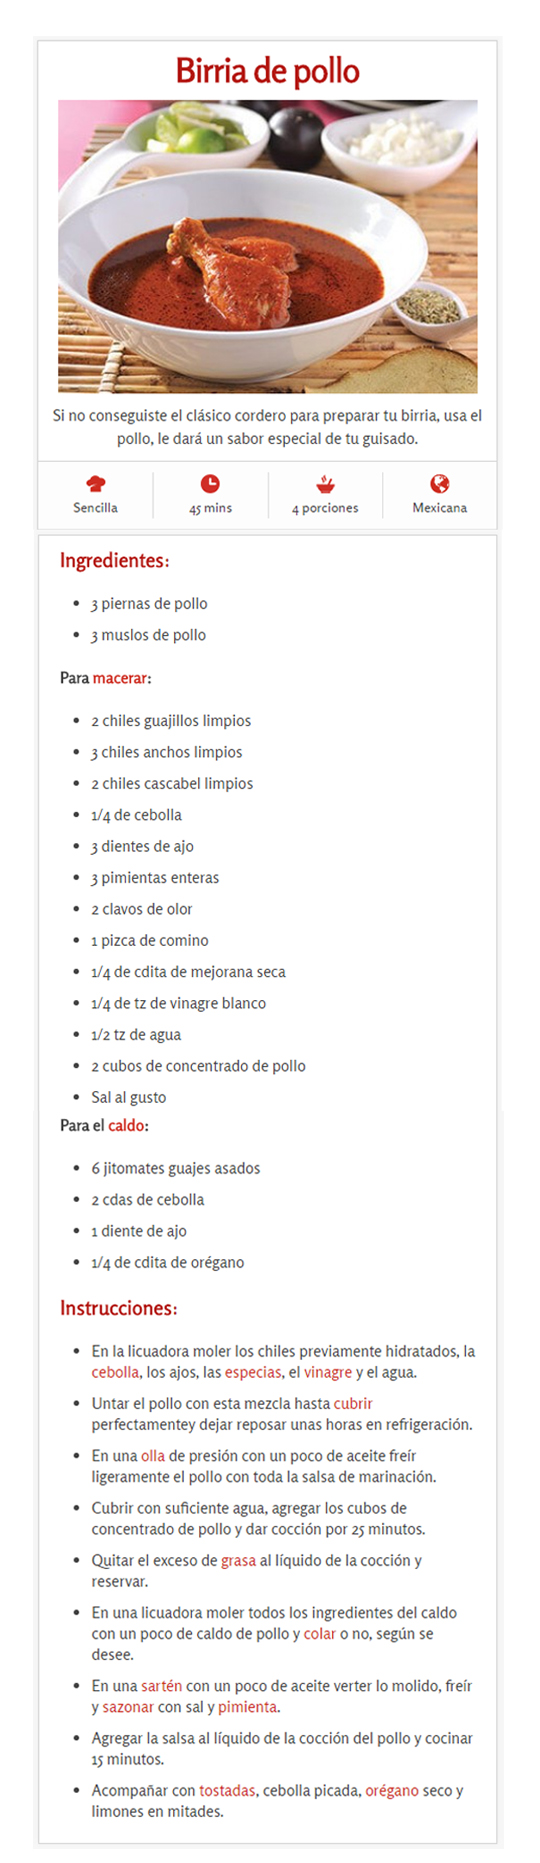 Birria de pollo
Si no conseguiste el clásico cordero para preparar tu birria, usa el
pollo, le dará un sabor especial de tu guisado.
Sencilla
45 mins
4 porciones
Mexicana
Ingredientes:
• 3 piernas de pollo
• 3 muslos de pollo
Para macerar:
• 2 chiles guajillos limpios
• 3 chiles anchos limpios
• 2 chiles cascabel limpios
• 1/4 de cebolla
• 3 dientes de ajo
• 3 pimientas enteras
• 2 clavos de olor
• 1 pizca de comino
• 1/4 de cdita de mejorana seca
• 1/4 de tz de vinagre blanco
• 1/2 tz de agua
• 2 cubos de concentrado de pollo
• Sal al gusto
Para el caldo:
• 6 jitomates guajes asados
• 2 cdas de cebolla
• 1 diente de ajo
• 1/4 de cdita de orégano
Instrucciones:
• En la licuadora moler los chiles previamente hidratados, la
cebolla, los ajos, las especias, el vinagre y el agua.
• Untar el pollo con esta mezcla hasta cubrir
perfectamentey dejar reposar unas horas en refrigeración.
• En una olla de presión con un poco de aceite freír
ligeramente el pollo con toda la salsa de marinación.
• Cubrir con suficiente agua, agregar los cubos de
concentrado de pollo y dar cocción por 25 minutos.
• Quitar el exceso de grasa al líquido de la cocción y
reservar.
• En una licuadora moler todos los ingredientes del caldo
con un poco de caldo de pollo y colar o no, según se
desee.
• En una sartén con un poco de aceite verter lo molido, freír
y sazonar con sal y pimienta.
• Agregar la salsa al líquido de la cocción del pollo y cocinar
15 minutos.
• Acompañar con tostadas, cebolla picada, orégano seco y
limones en mitades.